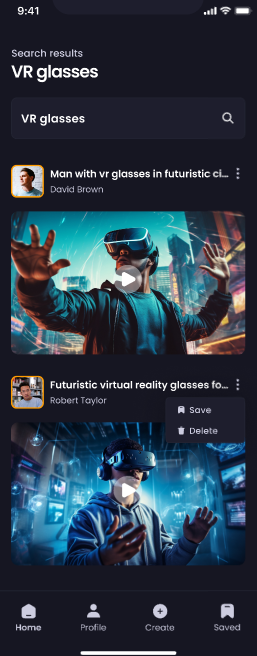 9:41
Search results
VR glasses
VR glasses
Man with vr glasses in futuristic ci...
David Brown
Futuristic virtual reality glasses fo...
Robert Taylor
Save
Delete
Home
Profile
Create
Saved